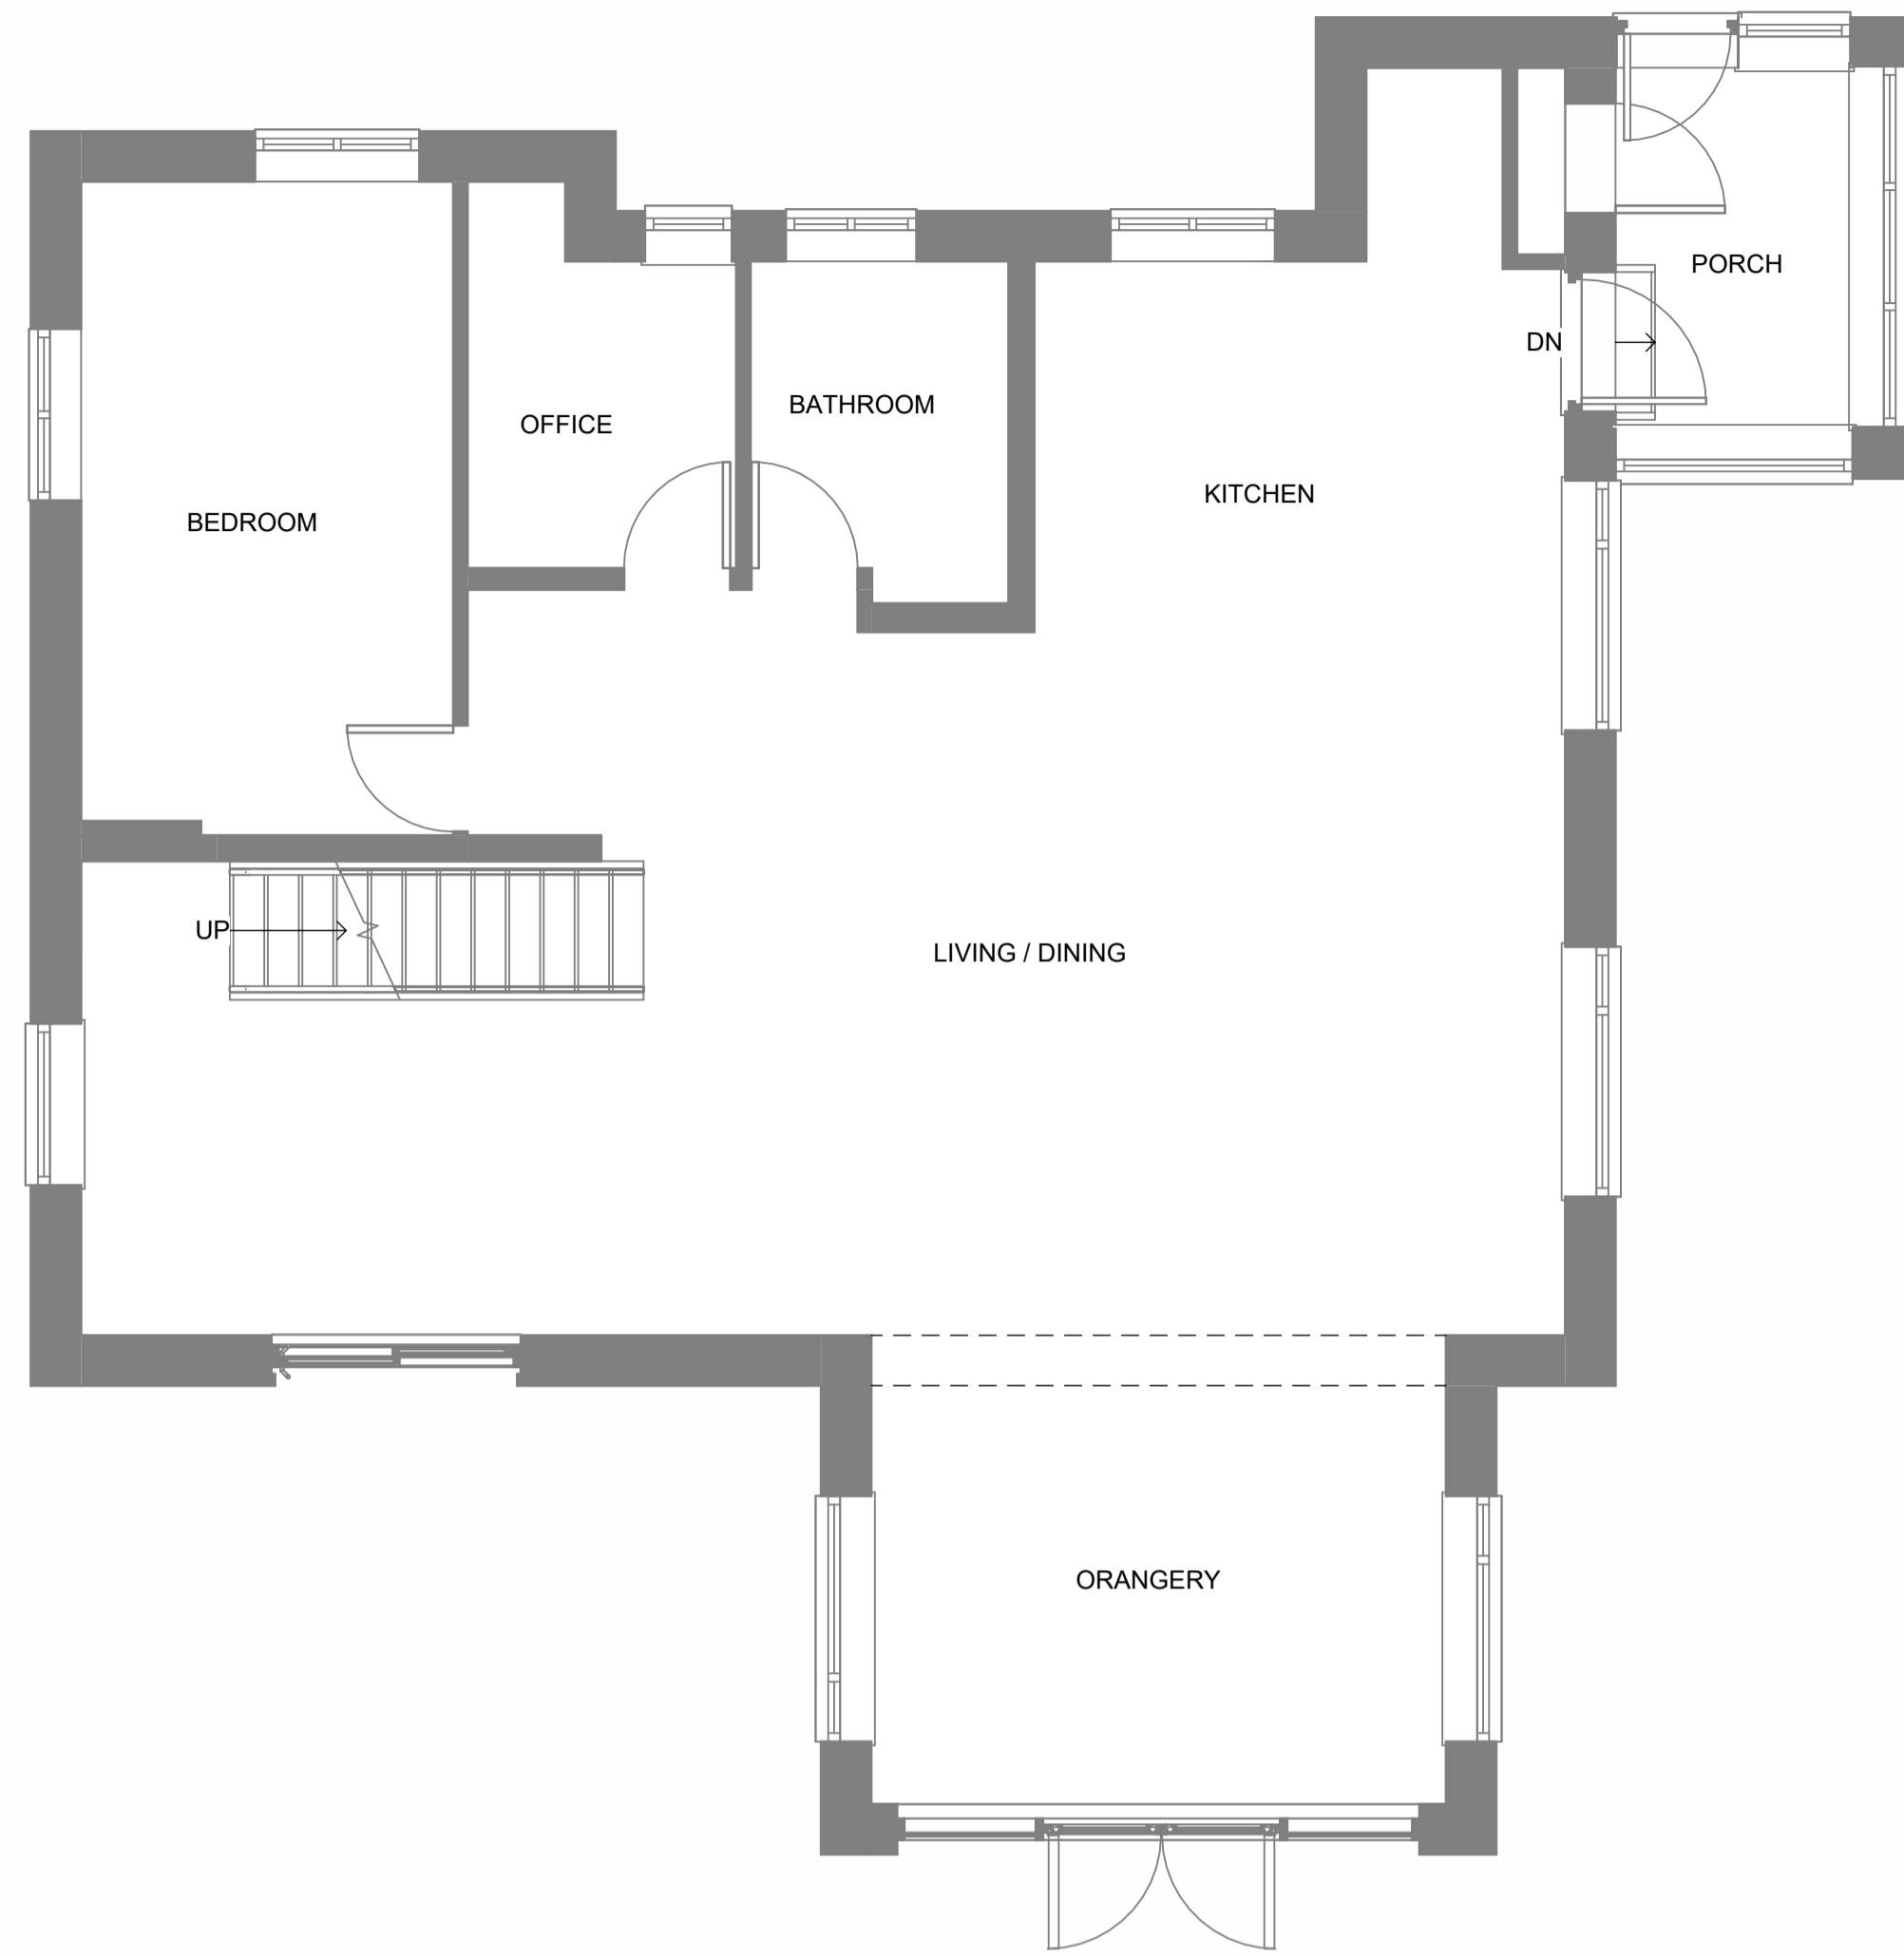 PORCH
DN
BATHROOM
OFFICE
KITCHEN
BEDROOM
UP
LIVING / DINING
ORANGERY